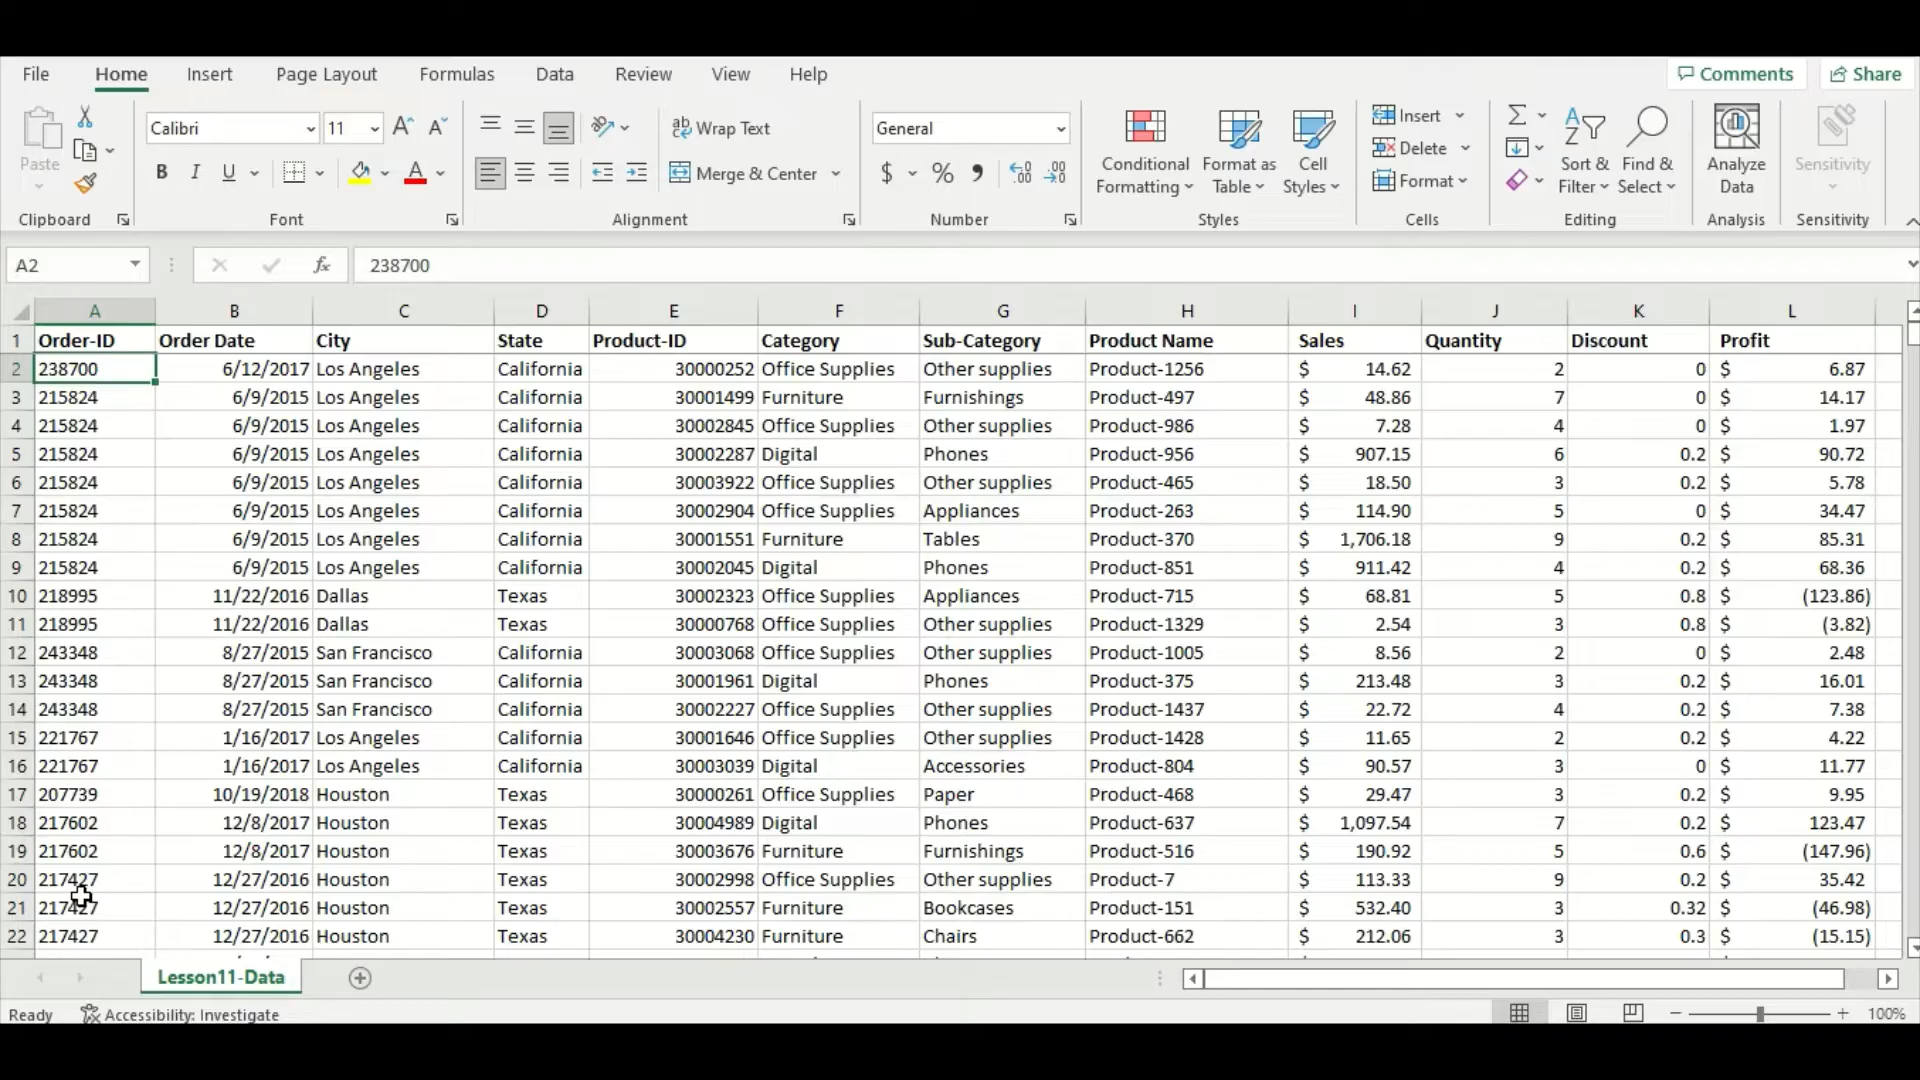 File Home Insert Page Layout Formulas Data Review View Help Comments Share
Calibri 11 Wrap Text General Insert
Paste Conditional Formatting Format as Table Cell Styles Delete Sort & Filter Find & Select Analyze Data Sensitivity
B I U Merge & Center $ % Format
Clipboard Font Alignment Number Styles Cells Editing Analysis Sensitivity
A2 fx 238700
A B C D E F G H I J K L
1 Order-ID Order Date City State Product-ID Category Sub-Category Product Name Sales Quantity Discount Profit
2 238700 6/12/2017 Los Angeles California 30000252 Office Supplies Other supplies Product-1256 $ 14.62 2 0 $ 6.87
3 215824 6/9/2015 Los Angeles California 30001499 Furniture Furnishings Product-497 $ 48.86 7 0 $ 14.17
4 215824 6/9/2015 Los Angeles California 30002845 Office Supplies Other supplies Product-986 $ 7.28 4 0 $ 1.97
5 215824 6/9/2015 Los Angeles California 30002287 Digital Phones Product-956 $ 907.15 6 0.2 $ 90.72
6 215824 6/9/2015 Los Angeles California 30003922 Office Supplies Other supplies Product-465 $ 18.50 3 0.2 $ 5.78
7 215824 6/9/2015 Los Angeles California 30002904 Office Supplies Appliances Product-263 $ 114.90 5 0 $ 34.47
8 215824 6/9/2015 Los Angeles California 30001551 Furniture Tables Product-370 $ 1,706.18 9 0.2 $ 85.31
9 215824 6/9/2015 Los Angeles California 30002045 Digital Phones Product-851 $ 911.42 4 0.2 $ 68.36
10 218995 11/22/2016 Dallas Texas 30002323 Office Supplies Appliances Product-715 $ 68.81 5 0.8 $ (123.86)
11 218995 11/22/2016 Dallas Texas 30000768 Office Supplies Other supplies Product-1329 $ 2.54 3 0.8 $ (3.82)
12 243348 8/27/2015 San Francisco California 30003068 Office Supplies Other supplies Product-1005 $ 8.56 2 0 $ 2.48
13 243348 8/27/2015 San Francisco California 30001961 Digital Phones Product-375 $ 213.48 3 0.2 $ 16.01
14 243348 8/27/2015 San Francisco California 30002227 Office Supplies Other supplies Product-1437 $ 22.72 4 0.2 $ 7.38
15 221767 1/16/2017 Los Angeles California 30001646 Office Supplies Other supplies Product-1428 $ 11.65 2 0.2 $ 4.22
16 221767 1/16/2017 Los Angeles California 30003039 Digital Accessories Product-804 $ 90.57 3 0 $ 11.77
17 207739 10/19/2018 Houston Texas 30000261 Office Supplies Paper Product-468 $ 29.47 3 0.2 $ 9.95
18 217602 12/8/2017 Houston Texas 30004989 Digital Phones Product-637 $ 1,097.54 7 0.2 $ 123.47
19 217602 12/8/2017 Houston Texas 30003676 Furniture Furnishings Product-516 $ 190.92 5 0.6 $ (147.96)
20 217427 12/27/2016 Houston Texas 30002998 Office Supplies Other supplies Product-7 $ 113.33 9 0.2 $ 35.42
21 217427 12/27/2016 Houston Texas 30002557 Furniture Bookcases Product-151 $ 532.40 3 0.32 $ (46.98)
22 217427 12/27/2016 Houston Texas 30004230 Furniture Chairs Product-662 $ 212.06 3 0.3 $ (15.15)
Lesson11-Data
Ready Accessibility: Investigate 100%